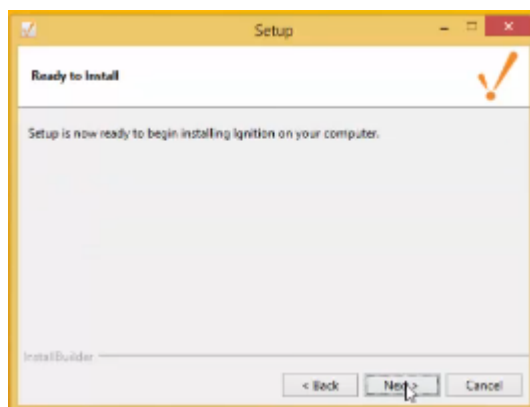 Setup
Ready to Install
Setup is now ready to begin installing Ignition on your computer.
InstallBuilder
< Back
Next >
Cancel